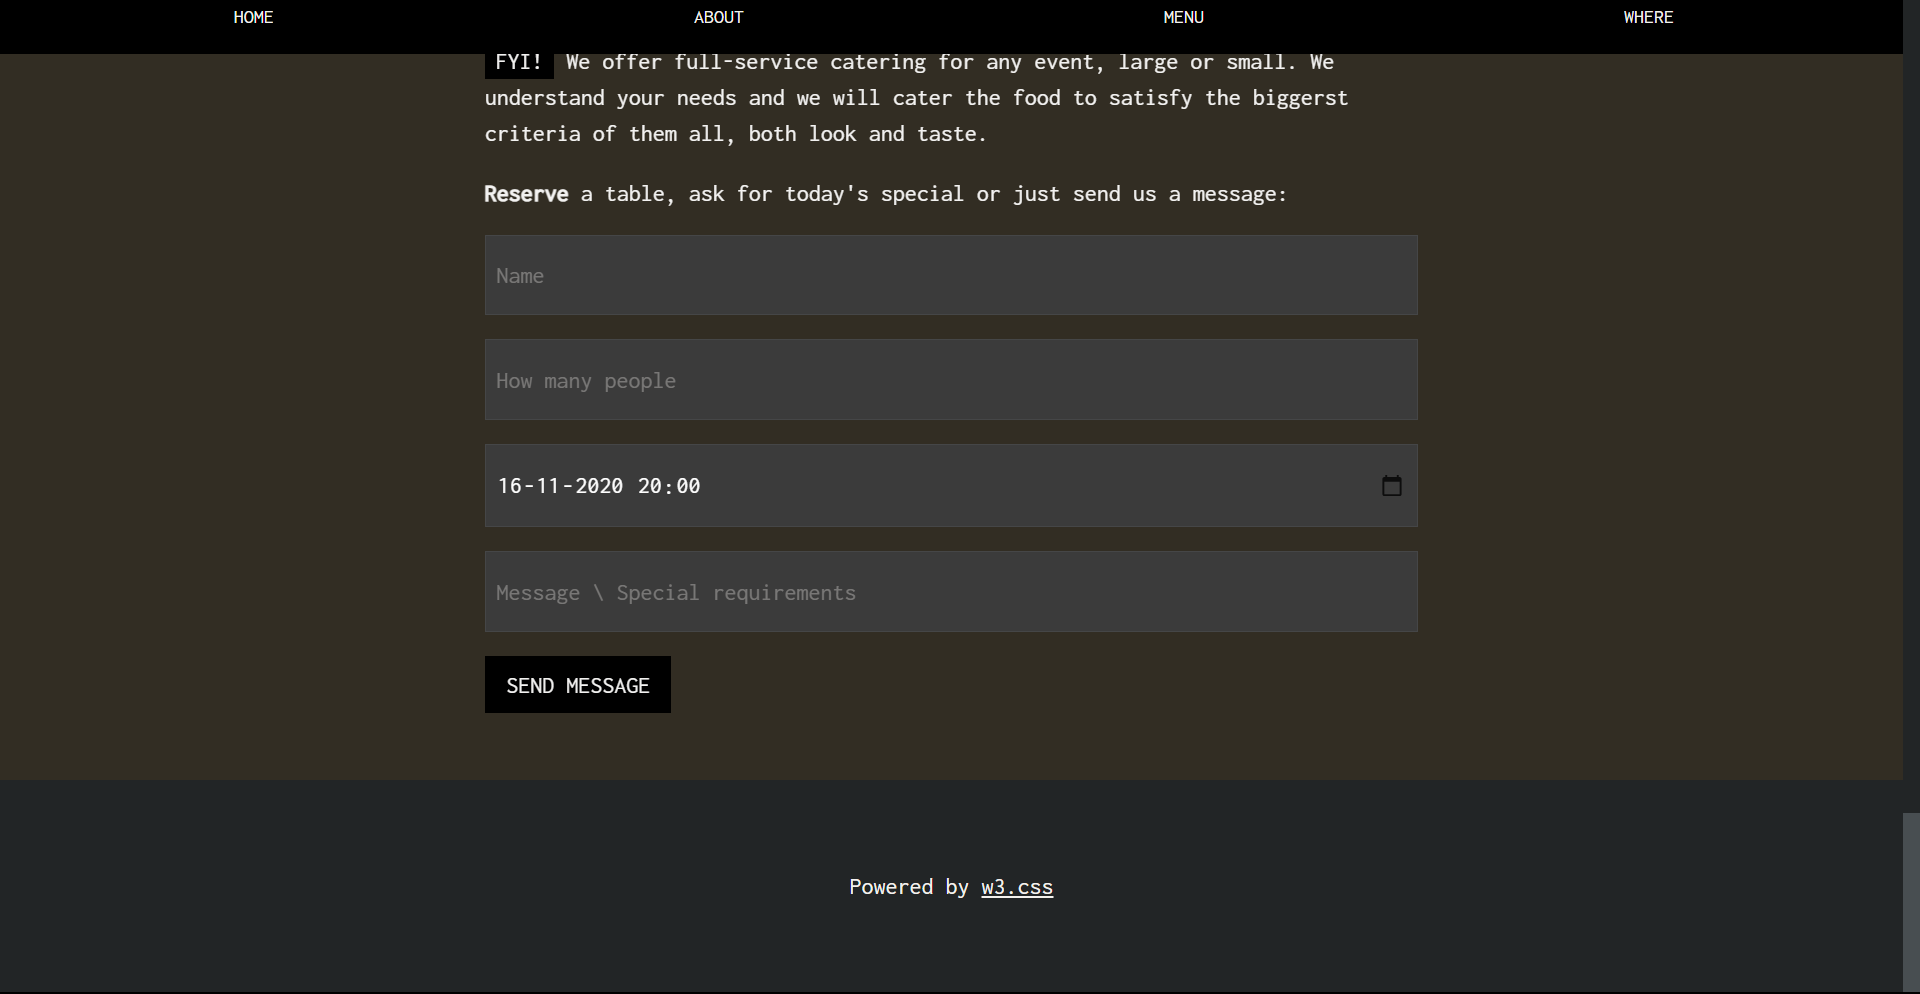 HOME ABOUT MENU WHERE
FYI! We offer full-service catering for any event, large or small. We
understand your needs and we will cater the food to satisfy the biggerst
criteria of them all, both look and taste.
Reserve a table, ask for today's special or just send us a message:
Name
How many people
16-11-2020 20:00
Message \ Special requirements
SEND MESSAGE
Powered by w3.css